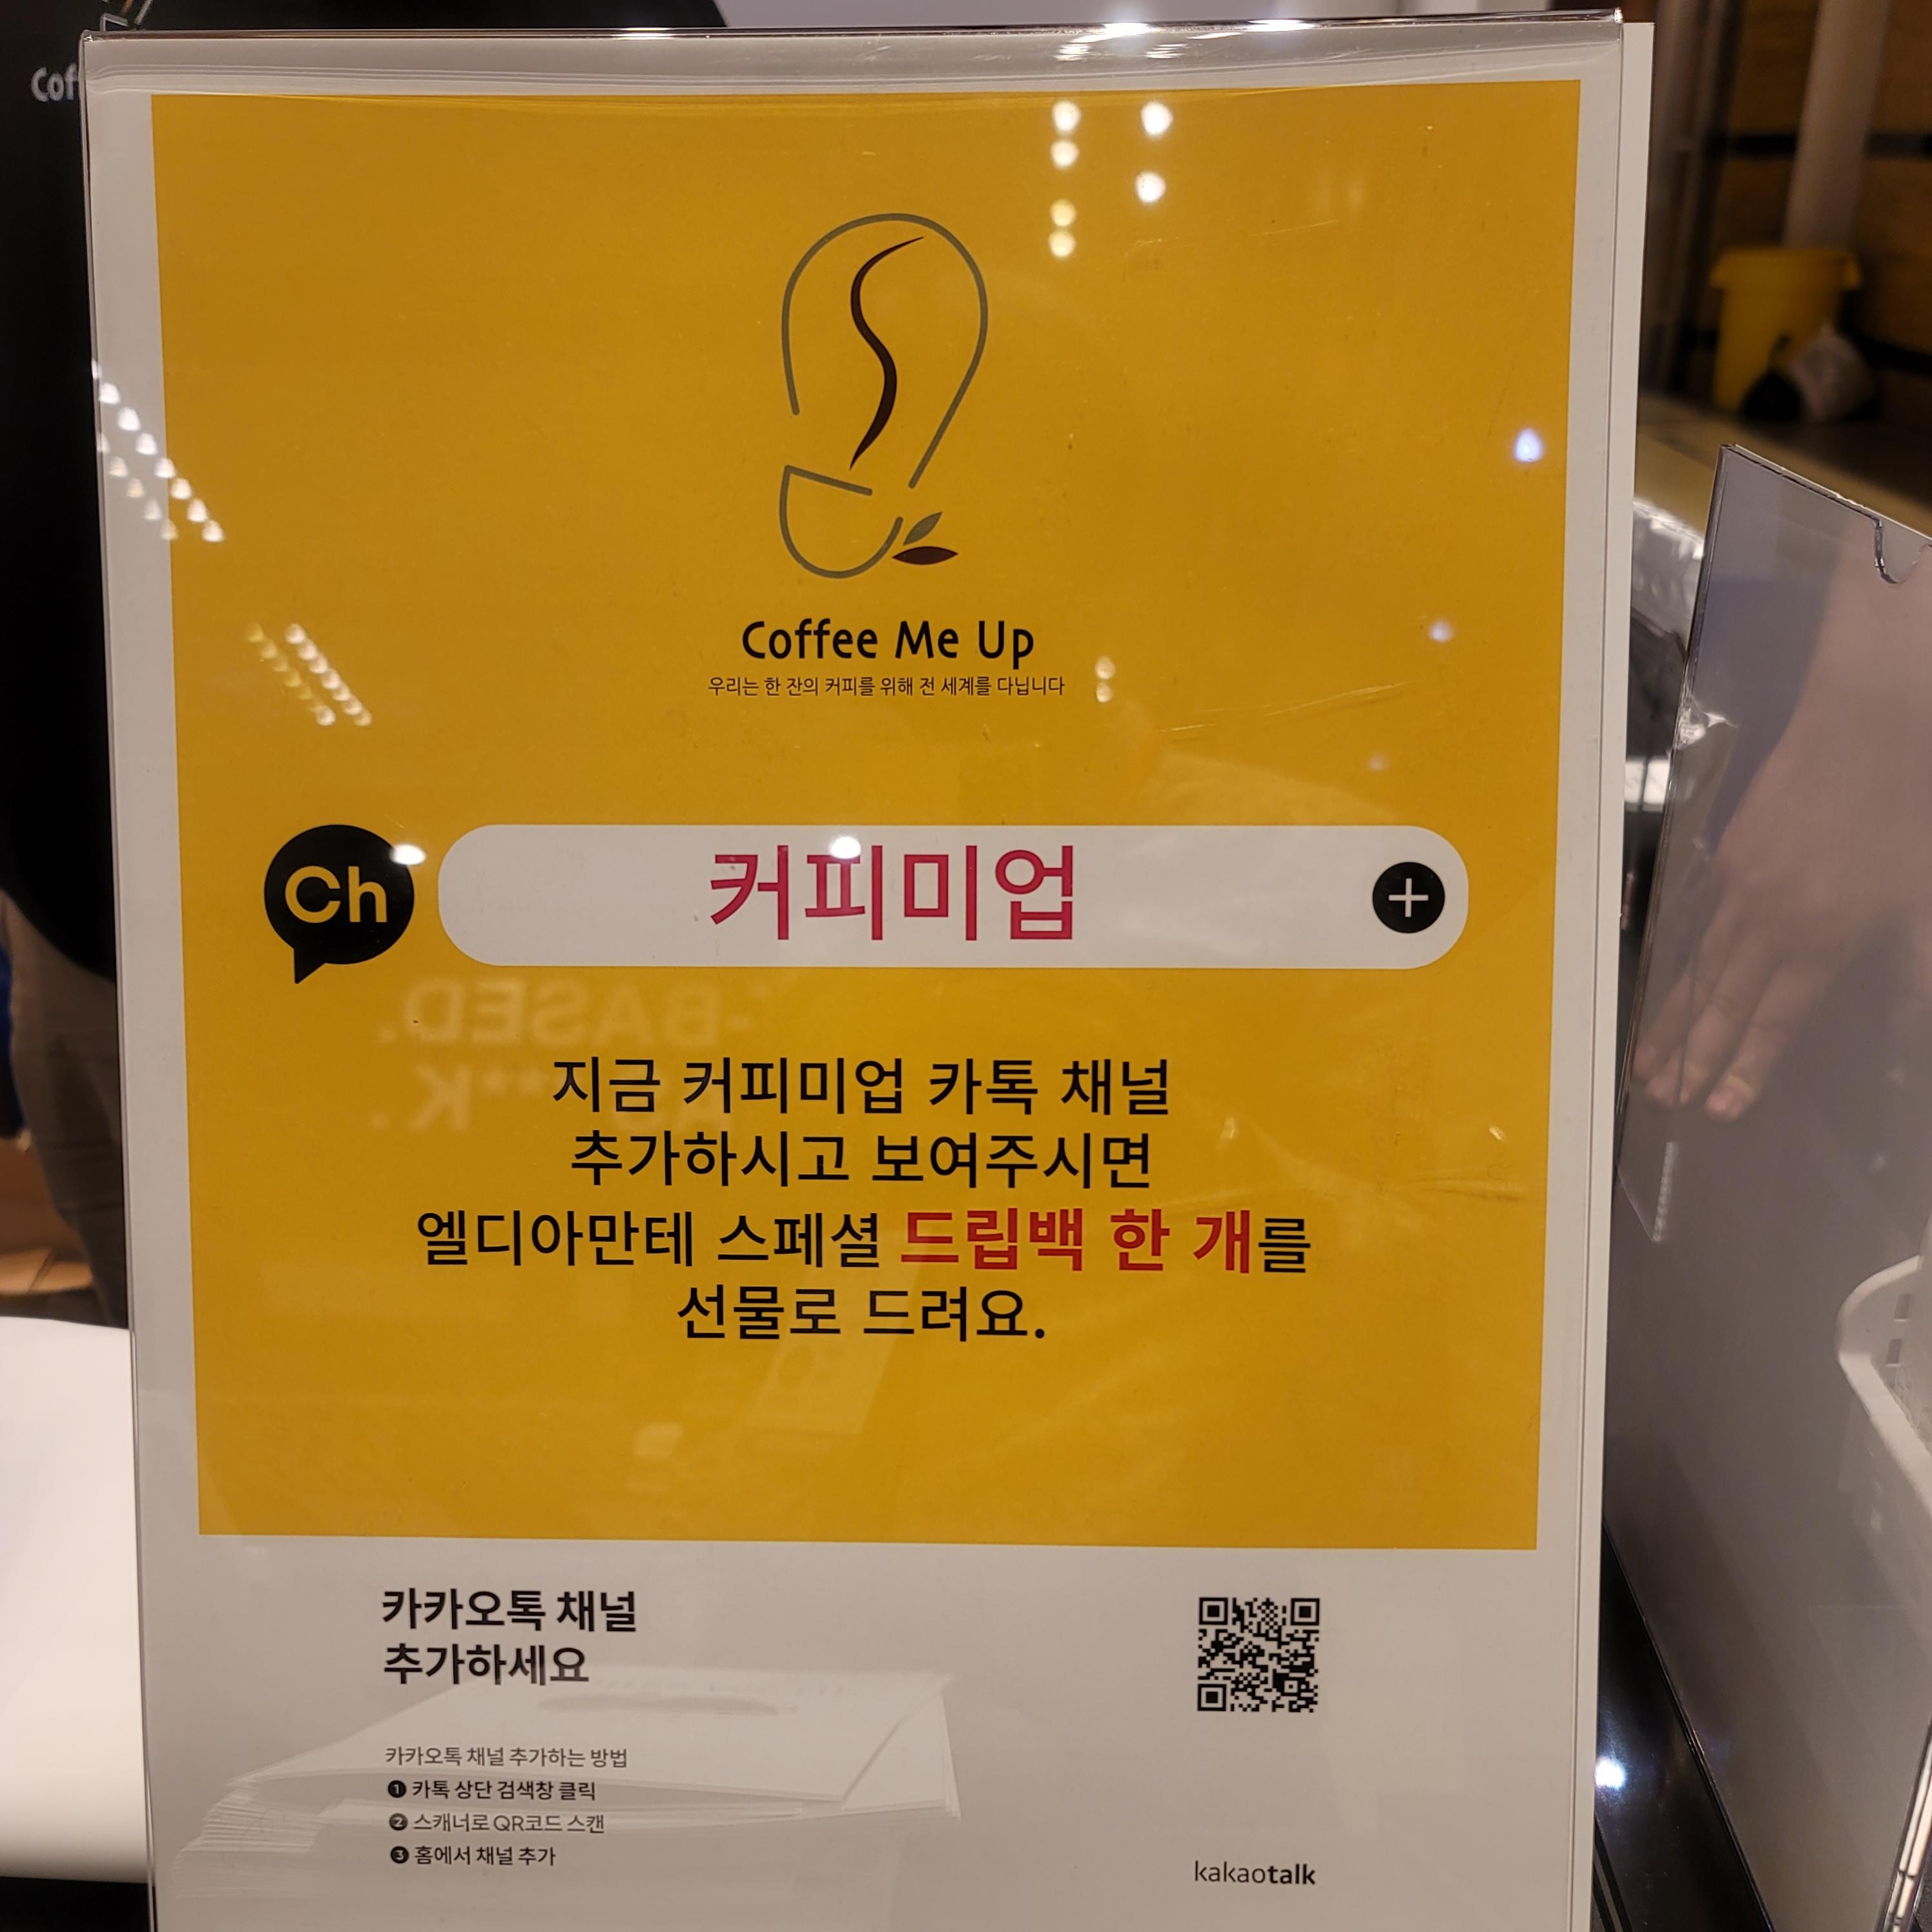 Cof
Coffee Me Up
우리는 한 잔의 커피를 위해 전 세계를 다닙니다
Ch 커피미업 +
-BASED.
K.
지금 커피미업 카톡 채널
추가하시고 보여주시면
엘디아만테 스페셜 드립백 한 개를
선물로 드려요.
카카오톡 채널
추가하세요
카카오톡 채널 추가하는 방법
1 카톡 상단 검색창 클릭
2 스캐너로 QR코드 스캔
3 홈에서 채널 추가
kakaotalk